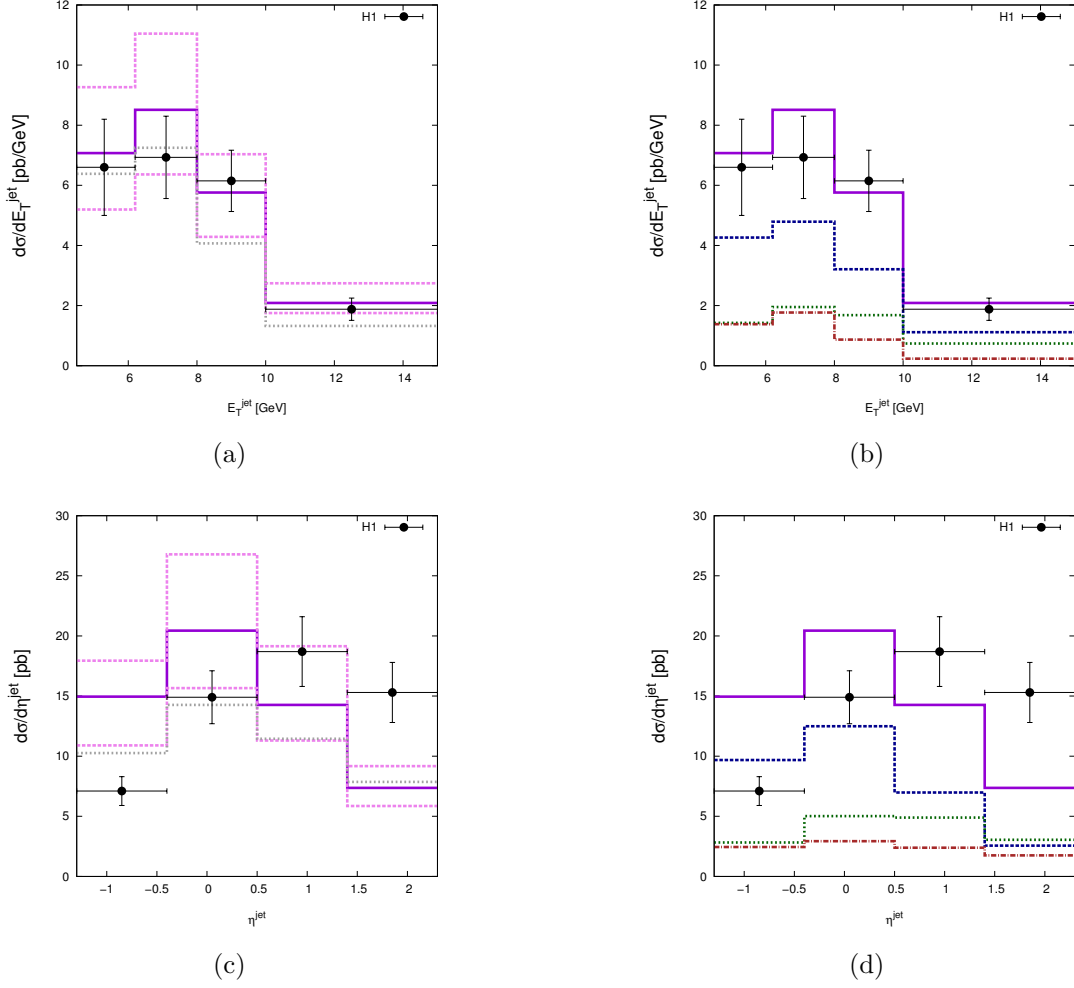 H1
12
10
8
6
4
2
0
dσ/dE_T^jet [pb/GeV]
6 8 10 12 14
E_T^jet [GeV]
(a)
H1
12
10
8
6
4
2
0
dσ/dE_T^jet [pb/GeV]
6 8 10 12 14
E_T^jet [GeV]
(b)
H1
30
25
20
15
10
5
0
dσ/dη^jet [pb]
−1 −0.5 0 0.5 1 1.5 2
η^jet
(c)
H1
30
25
20
15
10
5
0
dσ/dη^jet [pb]
−1 −0.5 0 0.5 1 1.5 2
η^jet
(d)